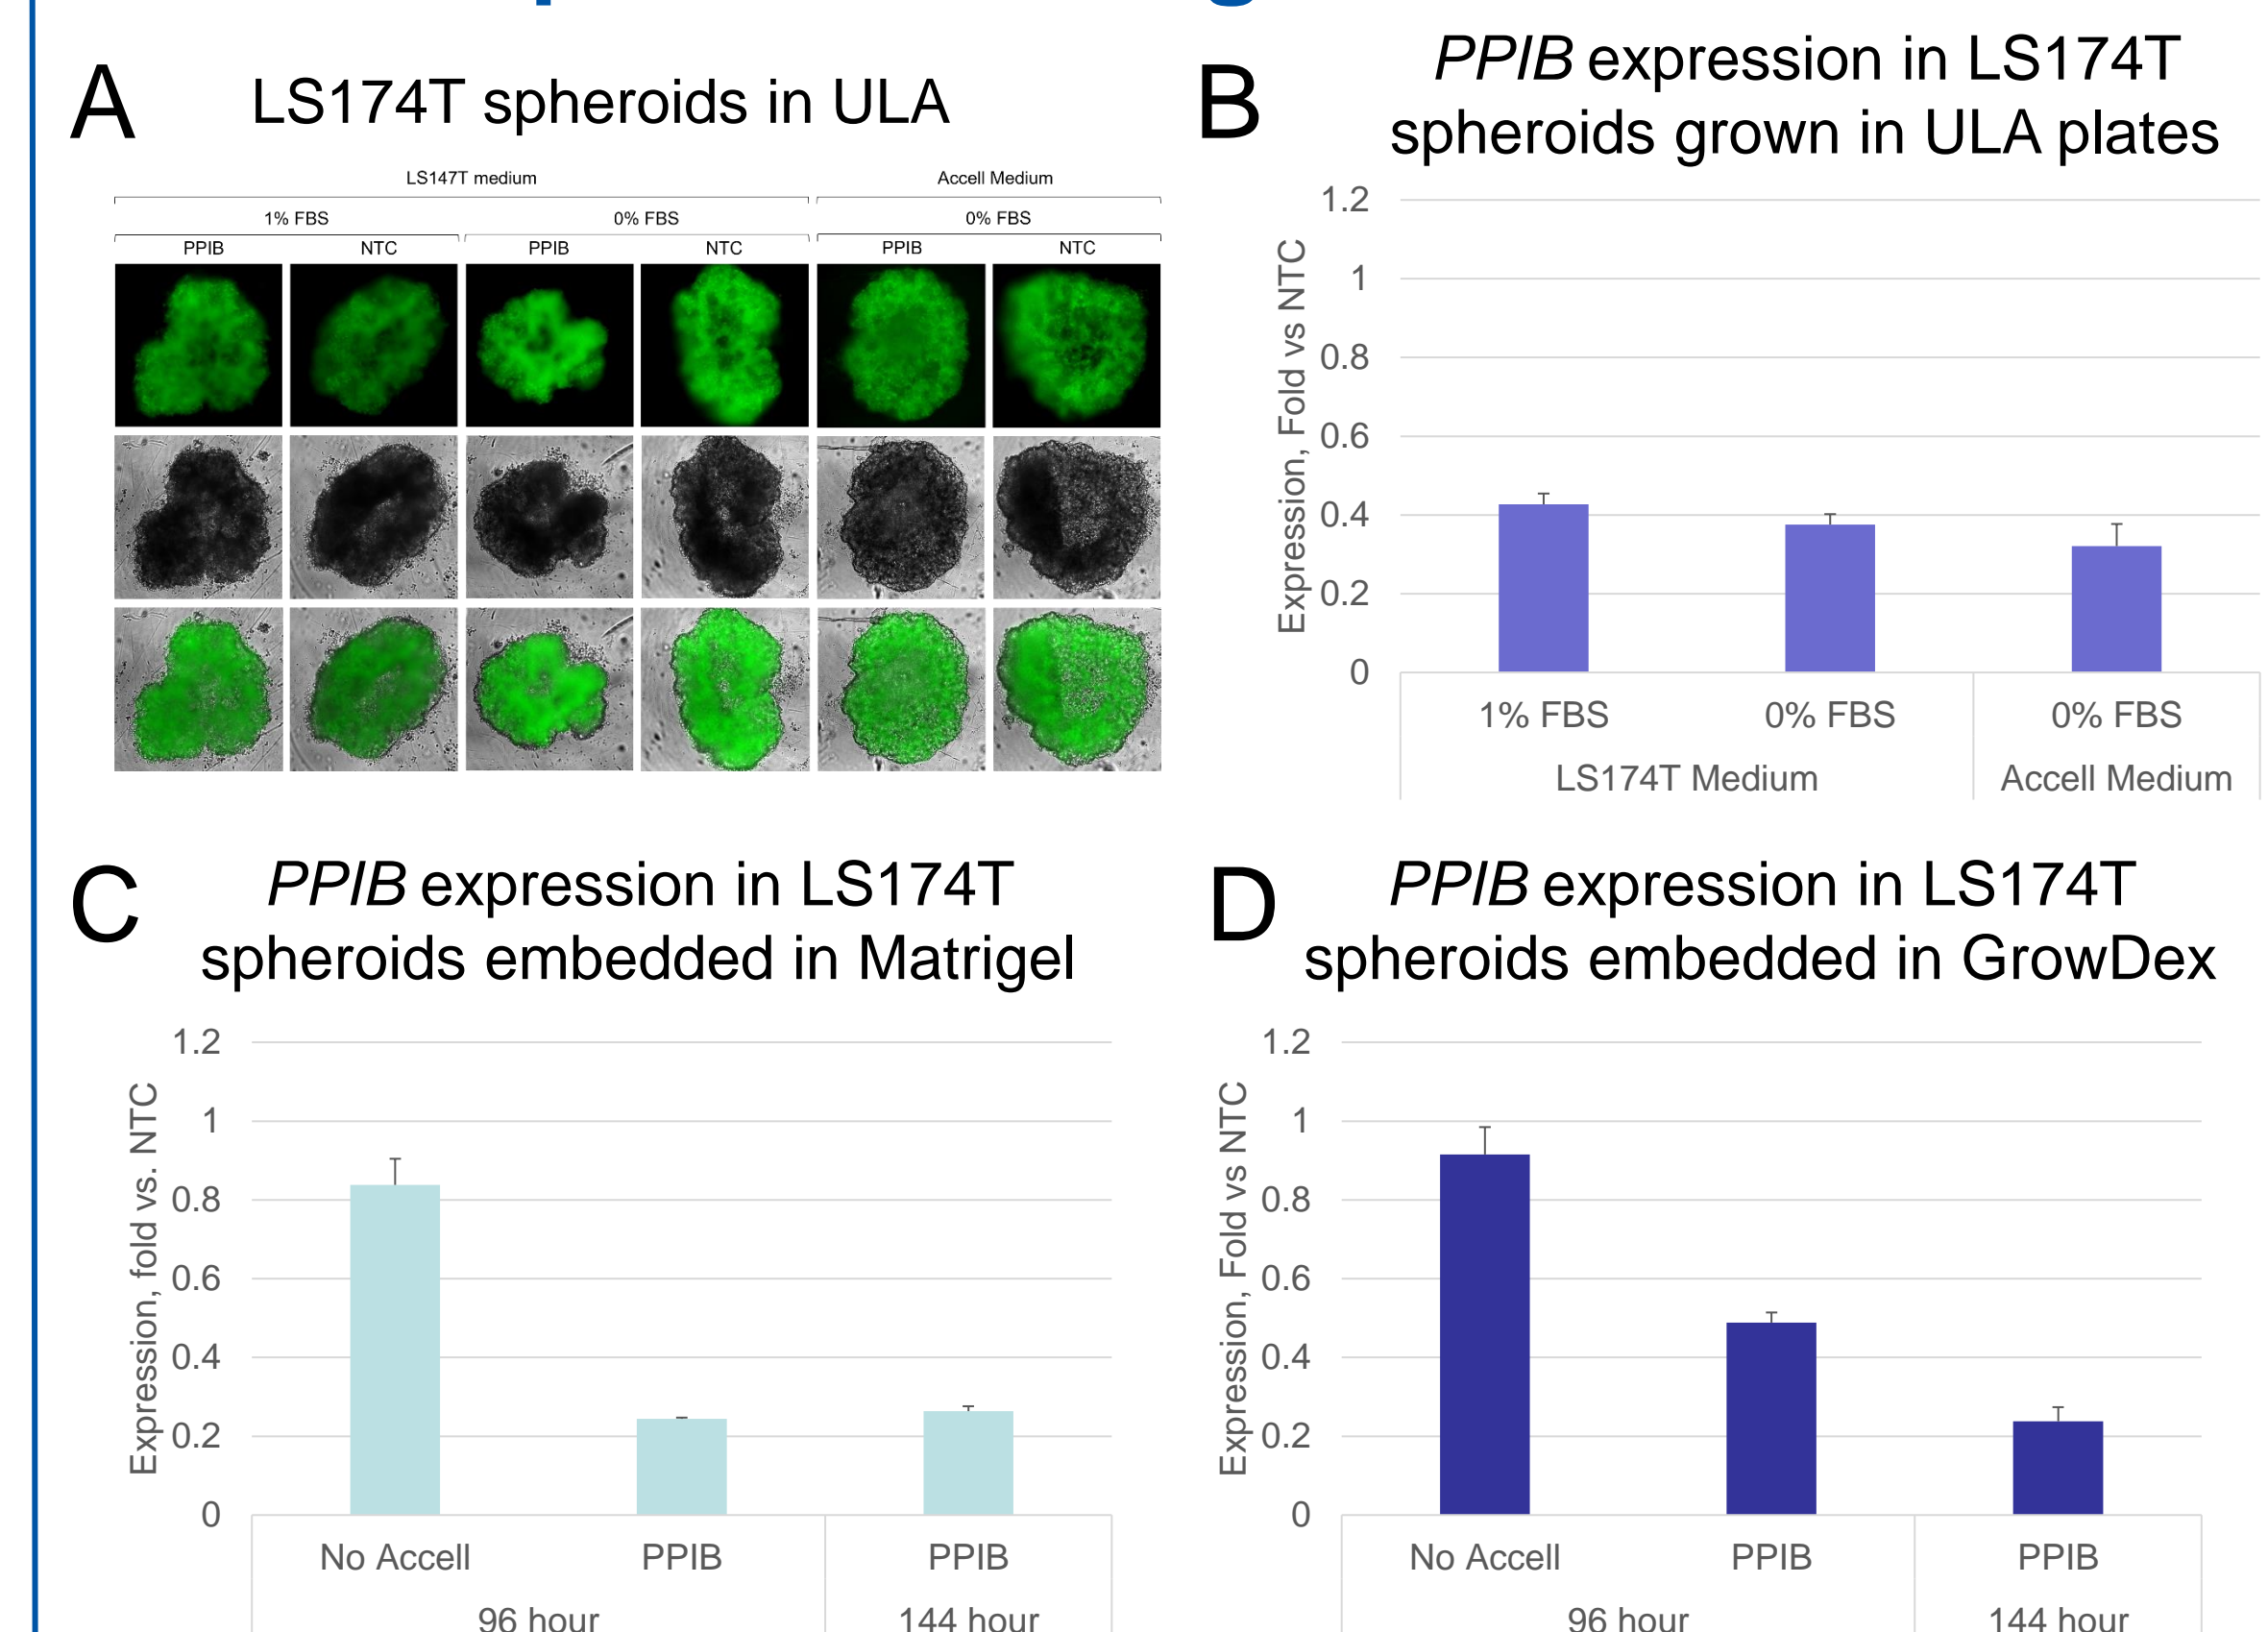 A
LS174T spheroids in ULA
LS147T medium
Accell Medium
1% FBS
0% FBS
0% FBS
PPIB
NTC
PPIB
NTC
PPIB
NTC
B
PPIB expression in LS174T
spheroids grown in ULA plates
Expression, Fold vs NTC
1.2
1
0.8
0.6
0.4
0.2
0
1% FBS
0% FBS
0% FBS
LS174T Medium
Accell Medium
C
PPIB expression in LS174T
spheroids embedded in Matrigel
Expression, fold vs. NTC
1.2
1
0.8
0.6
0.4
0.2
0
No Accell
PPIB
PPIB
96 hour
144 hour
D
PPIB expression in LS174T
spheroids embedded in GrowDex
Expression, Fold vs NTC
1.2
1
0.8
0.6
0.4
0.2
0
No Accell
PPIB
PPIB
96 hour
144 hour